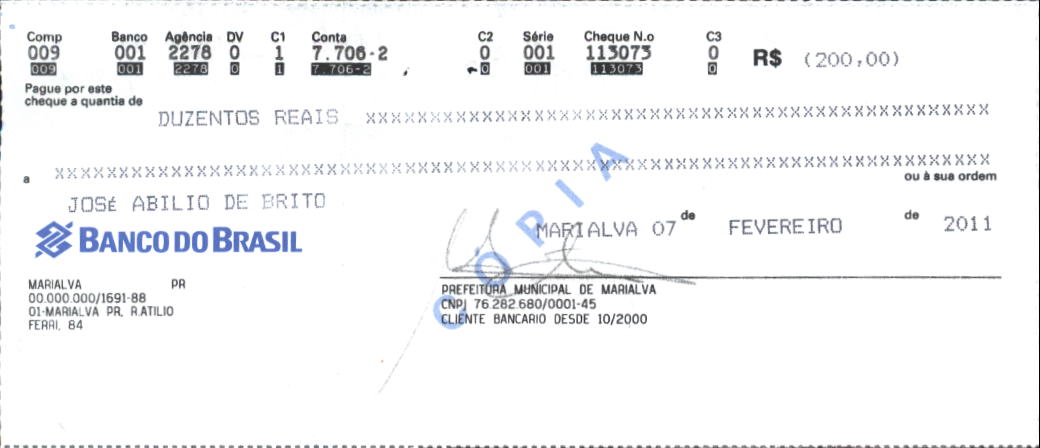 Comp Banco Agência DV C1 Conta C2 Série Cheque N.o C3
009 001 2278 0 1 7.706-2 0 001 113073 0 R$ (200,00)
009 001 2278 0 1 7.706-2 0 001 113073 0
Pague por este
cheque a quantia de
DUZENTOS REAIS XXXXXXXXXXXXXXXXXXXXXXXXXXXXXXXXXXXXXXXXXXXXXXXX
a XXXXXXXXXXXXXXXXXXXXXXXXXXXXXXXXXXXXXXXXXXXXXXXXXXXXXXXXXXXXXXXXXXXXXXXX
ou à sua ordem
JOSÉ ABILIO DE BRITO
MARIALVA 07 de FEVEREIRO de 2011
BANCO DO BRASIL
MARIALVA PR
00.000.000/1691-88
01-MARIALVA PR. R.ATILIO
FERRI, 84
PREFEITORA MUNICIPAL DE MARIALVA
CNPJ 76.282.680/0001-45
CLIENTE BANCARIO DESDE 10/2000
CÓPIA